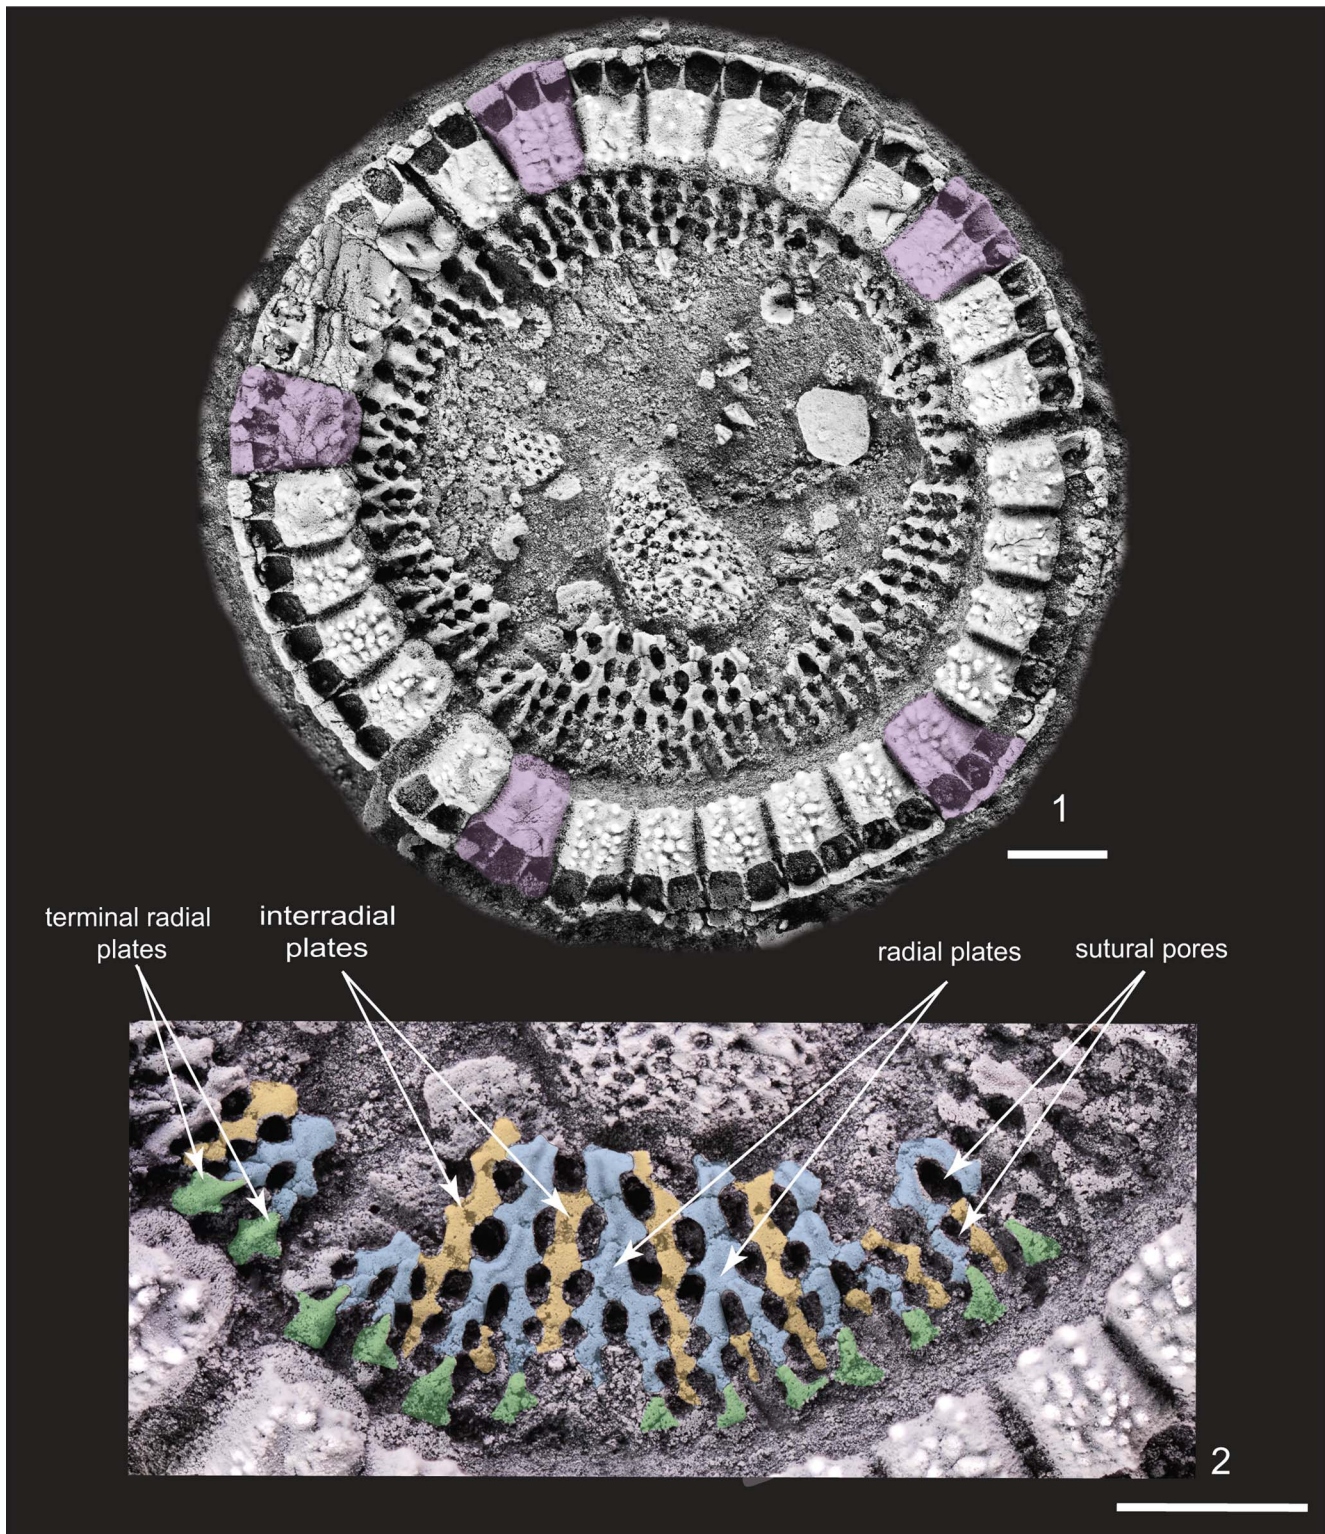 1
terminal radial
plates
interradial
plates
radial plates
sutural pores
2